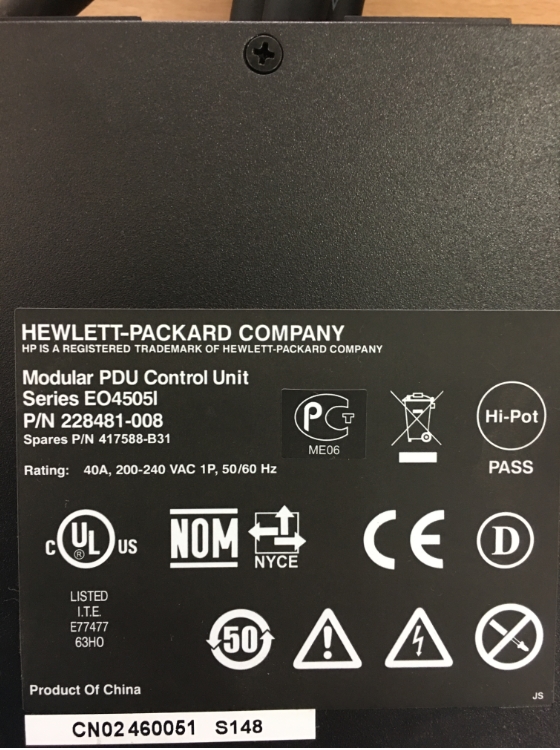 HEWLETT-PACKARD COMPANY
HP IS A REGISTERED TRADEMARK OF HEWLETT-PACKARD COMPANY
Modular PDU Control Unit
Series EO4505I
P/N 228481-008
Spares P/N 417588-B31
Rating: 40A, 200-240 VAC 1P, 50/60 Hz
PGT
ME06
Hi-Pot
PASS
C UL ® US
LISTED
I.T.E.
E77477
63HO
NOM
NYCE
CE
D
50
Product Of China
JS
CN02460051 S148